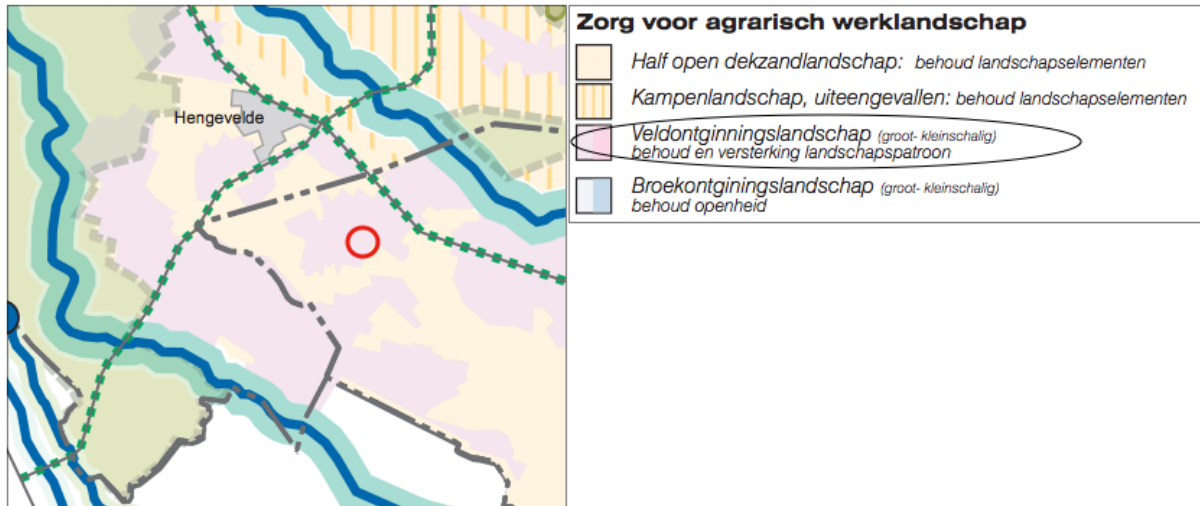 Hengevelde
Zorg voor agrarisch werklandschap
Half open dekzandlandschap: behoud landschapselementen
Kampenlandschap, uiteengevallen: behoud landschapselementen
Veldontginningslandschap (groot- kleinschalig)
behoud en versterking landschapspatroon
Broekontginingslandschap (groot- kleinschalig)
behoud openheid